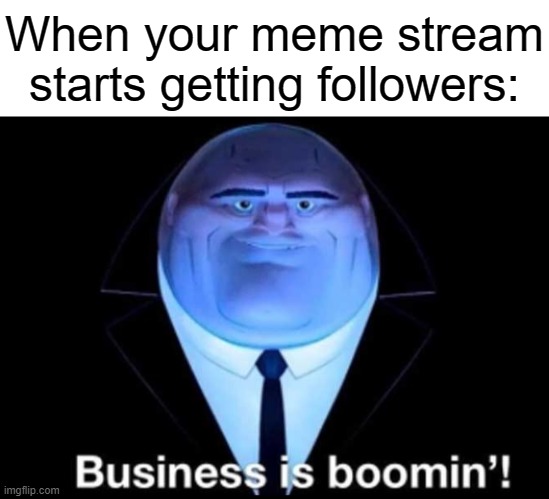 When your meme stream
starts getting followers:
Business is boomin'!
imgflip.com